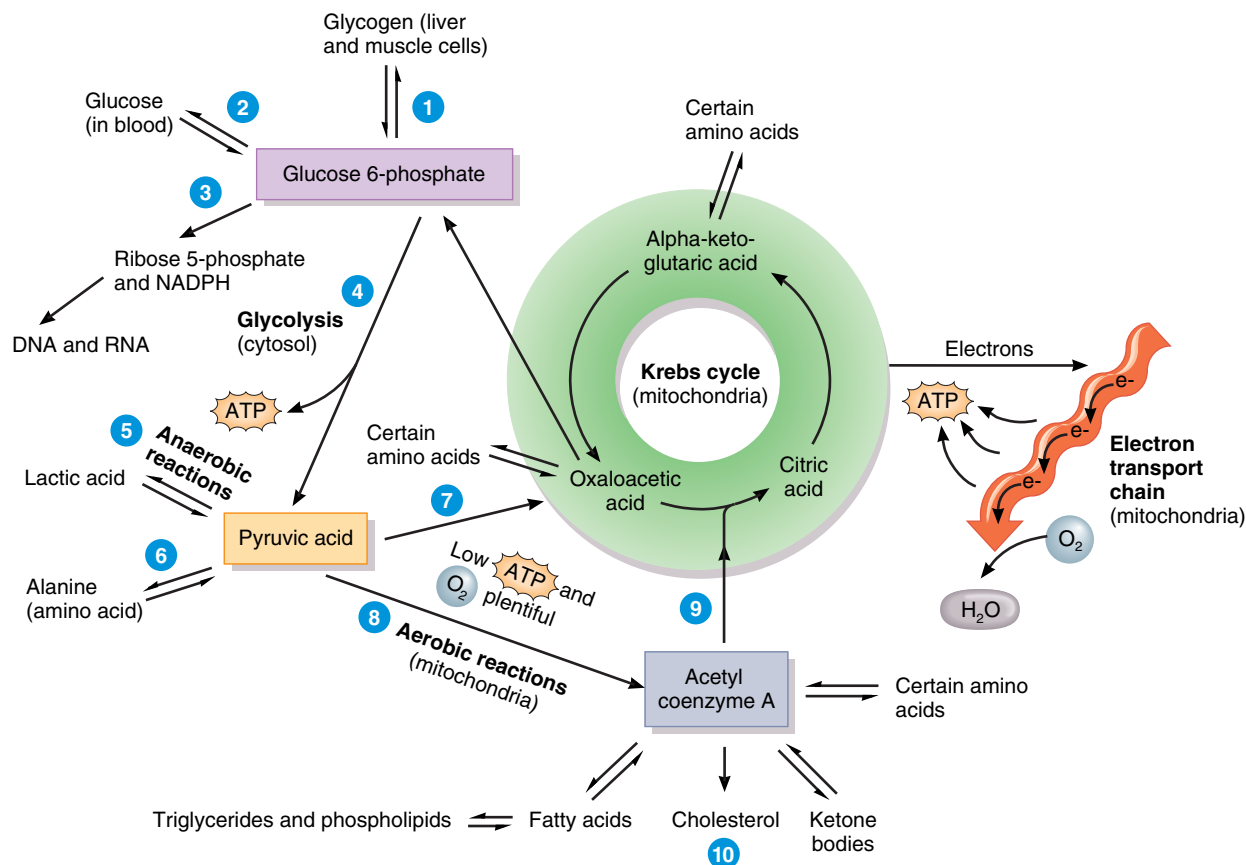 Glycogen (liver
and muscle cells)
1
2
Glucose
(in blood)
Glucose 6-phosphate
3
Ribose 5-phosphate
and NADPH
DNA and RNA
4
Glycolysis
(cytosol)
ATP
5
Anaerobic
reactions
Lactic acid
Pyruvic acid
6
Alanine
(amino acid)
7
Certain
amino acids
Certain
amino acids
Alpha-keto-
glutaric acid
Krebs cycle
(mitochondria)
Oxaloacetic
acid
Citric
acid
Electrons
ATP
e-
e-
e-
Electron
transport
chain
(mitochondria)
O2
H2O
Low ATP and
O2 plentiful
8
Aerobic reactions
(mitochondria)
9
Acetyl
coenzyme A
Certain amino
acids
Triglycerides and phospholipids
Fatty acids
Cholesterol
10
Ketone
bodies